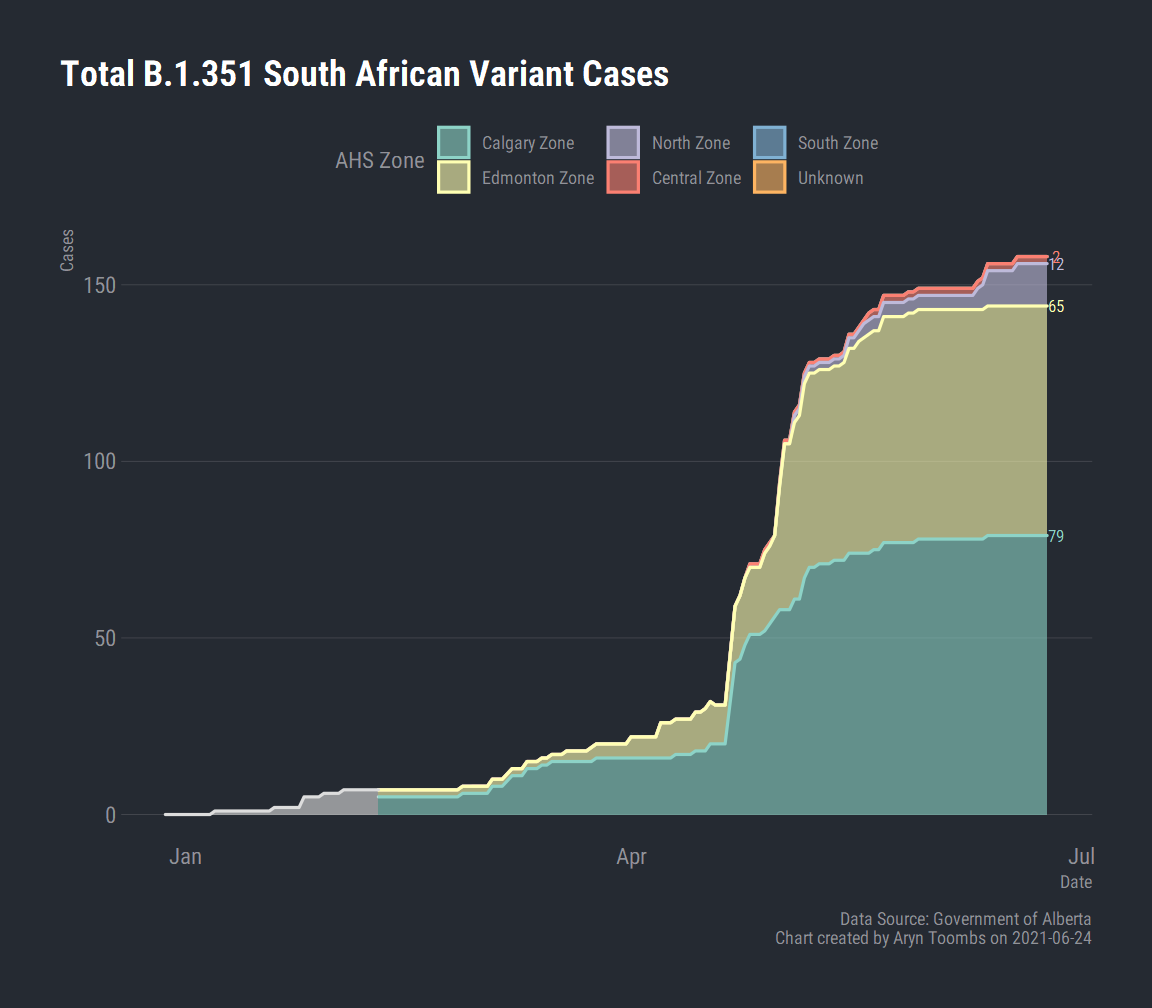 Total B.1.351 South African Variant Cases
AHS Zone
Calgary Zone
North Zone
South Zone
Edmonton Zone
Central Zone
Unknown
Cases
2
12
150
65
100
79
50
0
Jan
Apr
Jul
Date
Data Source: Government of Alberta
Chart created by Aryn Toombs on 2021-06-24